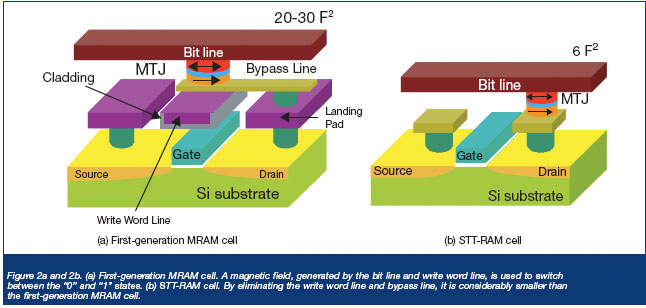 20-30 F²
Bit line
MTJ
Bypass Line
Cladding
Landing
Pad
Gate
Source
Drain
Si substrate
Write Word Line
(a) First-generation MRAM cell
6 F²
Bit line
MTJ
Gate
Source
Drain
Si substrate
(b) STT-RAM cell
Figure 2a and 2b. (a) First-generation MRAM cell. A magnetic field, generated by the bit line and write word line, is used to switch
between the “0” and “1” states. (b) STT-RAM cell. By eliminating the write word line and bypass line, it is considerably smaller than
the first-generation MRAM cell.